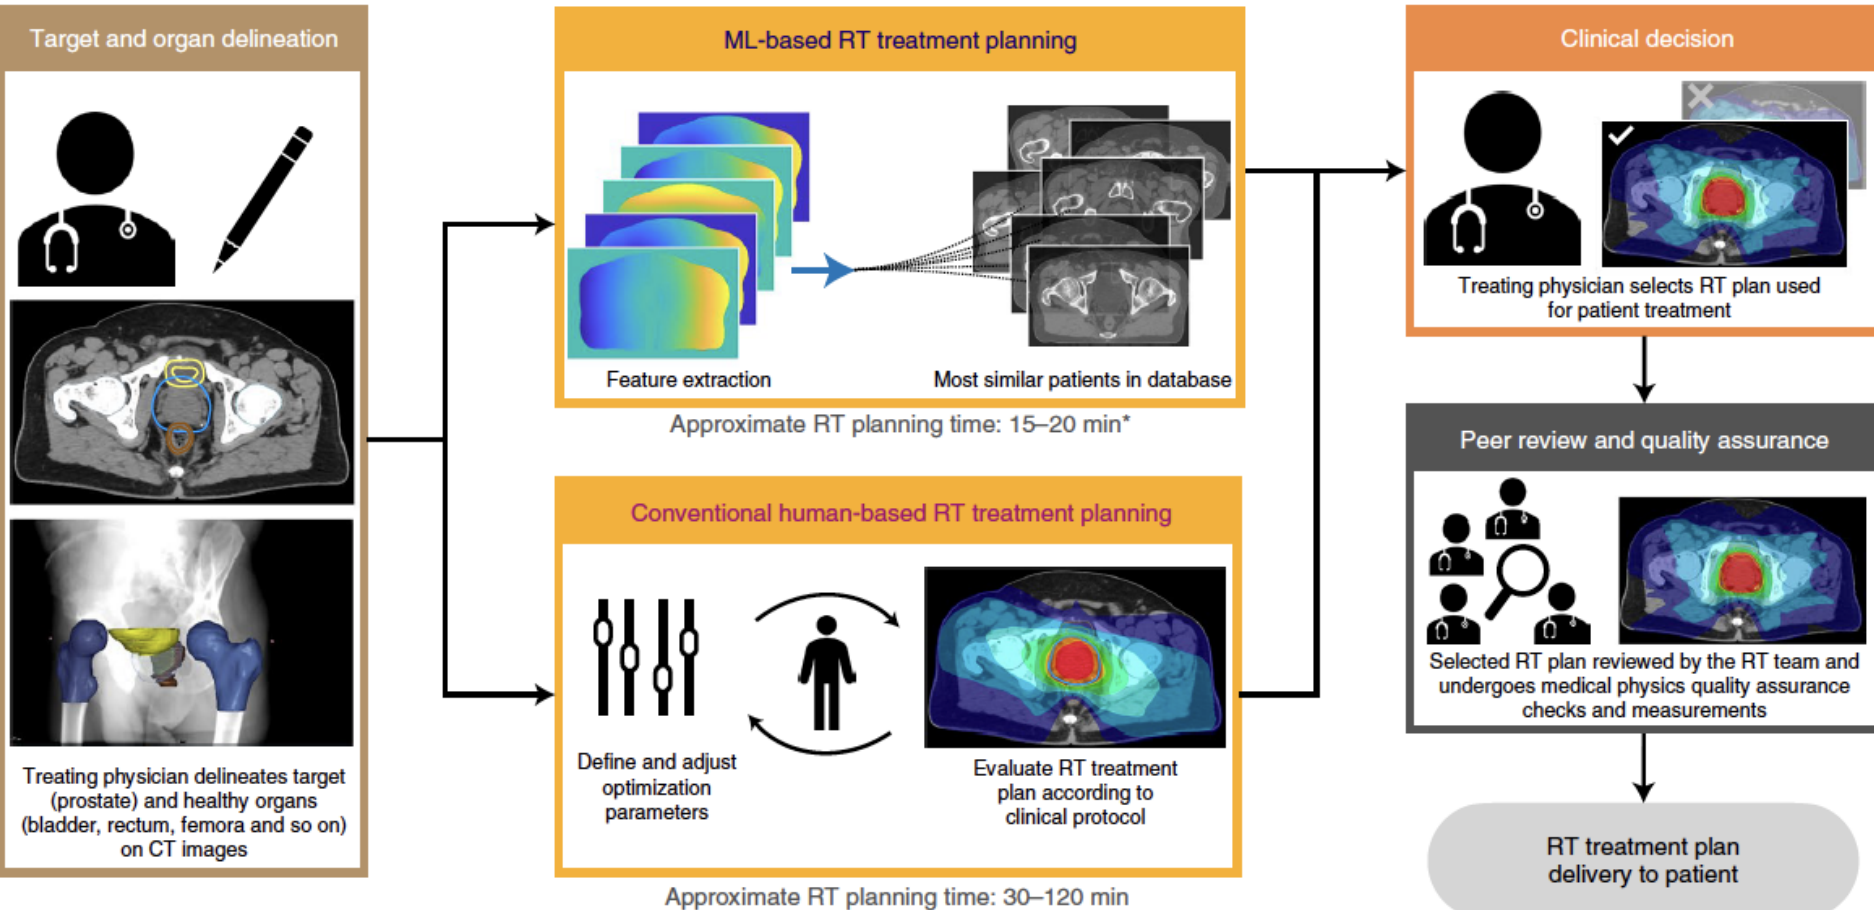 Target and organ delineation
Treating physician delineates target
(prostate) and healthy organs
(bladder, rectum, femora and so on)
on CT images
ML-based RT treatment planning
Feature extraction
Most similar patients in database
Approximate RT planning time: 15–20 min*
Conventional human-based RT treatment planning
Define and adjust
optimization
parameters
Evaluate RT treatment
plan according to
clinical protocol
Approximate RT planning time: 30–120 min
Clinical decision
Treating physician selects RT plan used
for patient treatment
Peer review and quality assurance
Selected RT plan reviewed by the RT team and
undergoes medical physics quality assurance
checks and measurements
RT treatment plan
delivery to patient